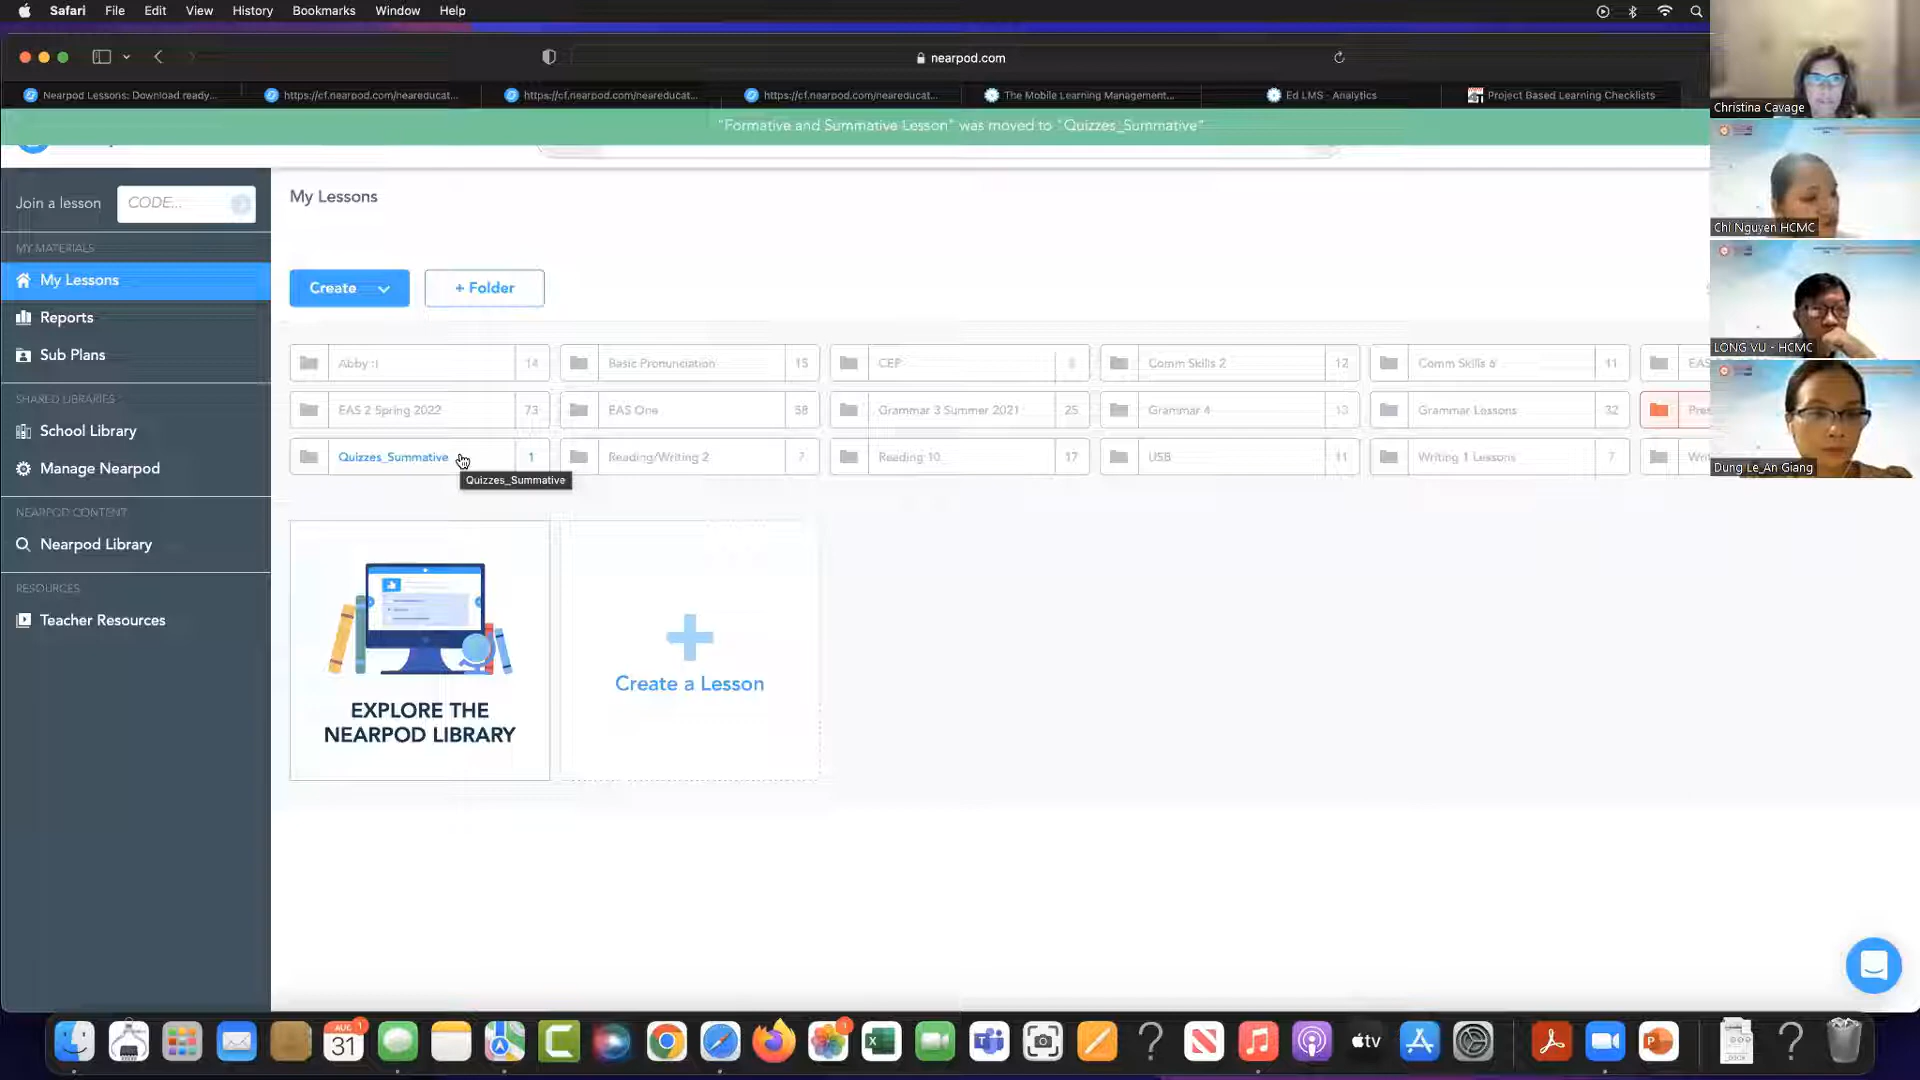 Safari File Edit View History Bookmarks Window Help
nearpod.com
Nearpod Lessons: Download ready...
https://cf.nearpod.com/neareducat...
https://cf.nearpod.com/neareducat...
https://cf.nearpod.com/neareducat...
The Mobile Learning Management...
Ed LMS - Analytics
Project Based Learning Checklists
"Formative and Summative Lesson" was moved to "Quizzes_Summative"
Join a lesson
CODE...
MY MATERIALS
My Lessons
Reports
Sub Plans
SHARED LIBRARIES
School Library
Manage Nearpod
NEARPOD CONTENT
Nearpod Library
RESOURCES
Teacher Resources
My Lessons
Create
+ Folder
Abby :) 14
Basic Pronunciation 15
CEP
Comm Skills 2 12
Comm Skills 6 11
EAS 2 Spring 2022 73
EAS One 58
Grammar 3 Summer 2021 25
Grammar 4 13
Grammar Lessons 32
Quizzes_Summative 1
Reading/Writing 2 7
Reading 10 17
USB 11
Writing 1 Lessons 7
Quizzes_Summative
EXPLORE THE
NEARPOD LIBRARY
Create a Lesson
Christina Cavage
Chi Nguyen HCMC
LONG VU - HCMC
Dung Le_An Giang
AUG
31
1
1
tv
DOCX